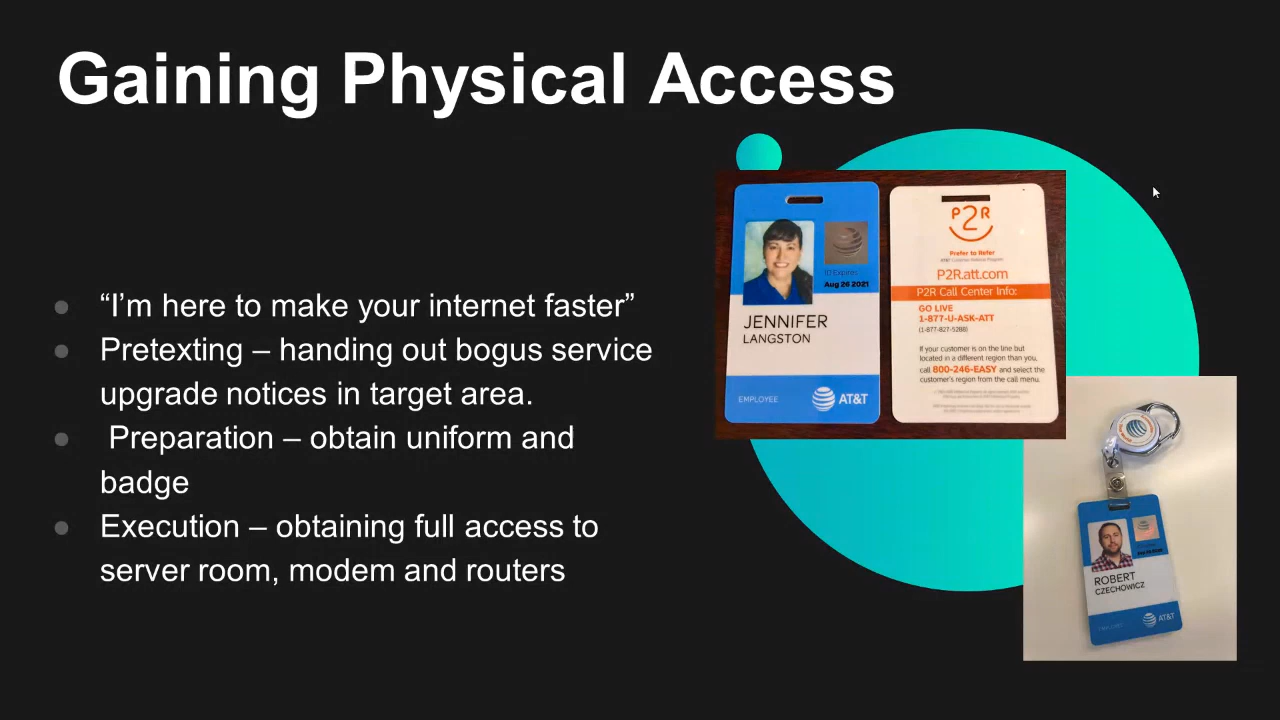 Gaining Physical Access
“I’m here to make your internet faster”
Pretexting – handing out bogus service
upgrade notices in target area.
Preparation – obtain uniform and
badge
Execution – obtaining full access to
server room, modem and routers
ID Expires
Aug 26 2021
JENNIFER
LANGSTON
EMPLOYEE
AT&T
P2R
Prefer to Refer
P2R.att.com
P2R Call Center Info:
GO LIVE
1-877-U-ASK-ATT
(1-877-827-5288)
If your customer is on the line but
located in a different region than you,
call 800-246-EASY and select the
customer's region from the call menu.
ROBERT
CZECHOWICZ
AT&T